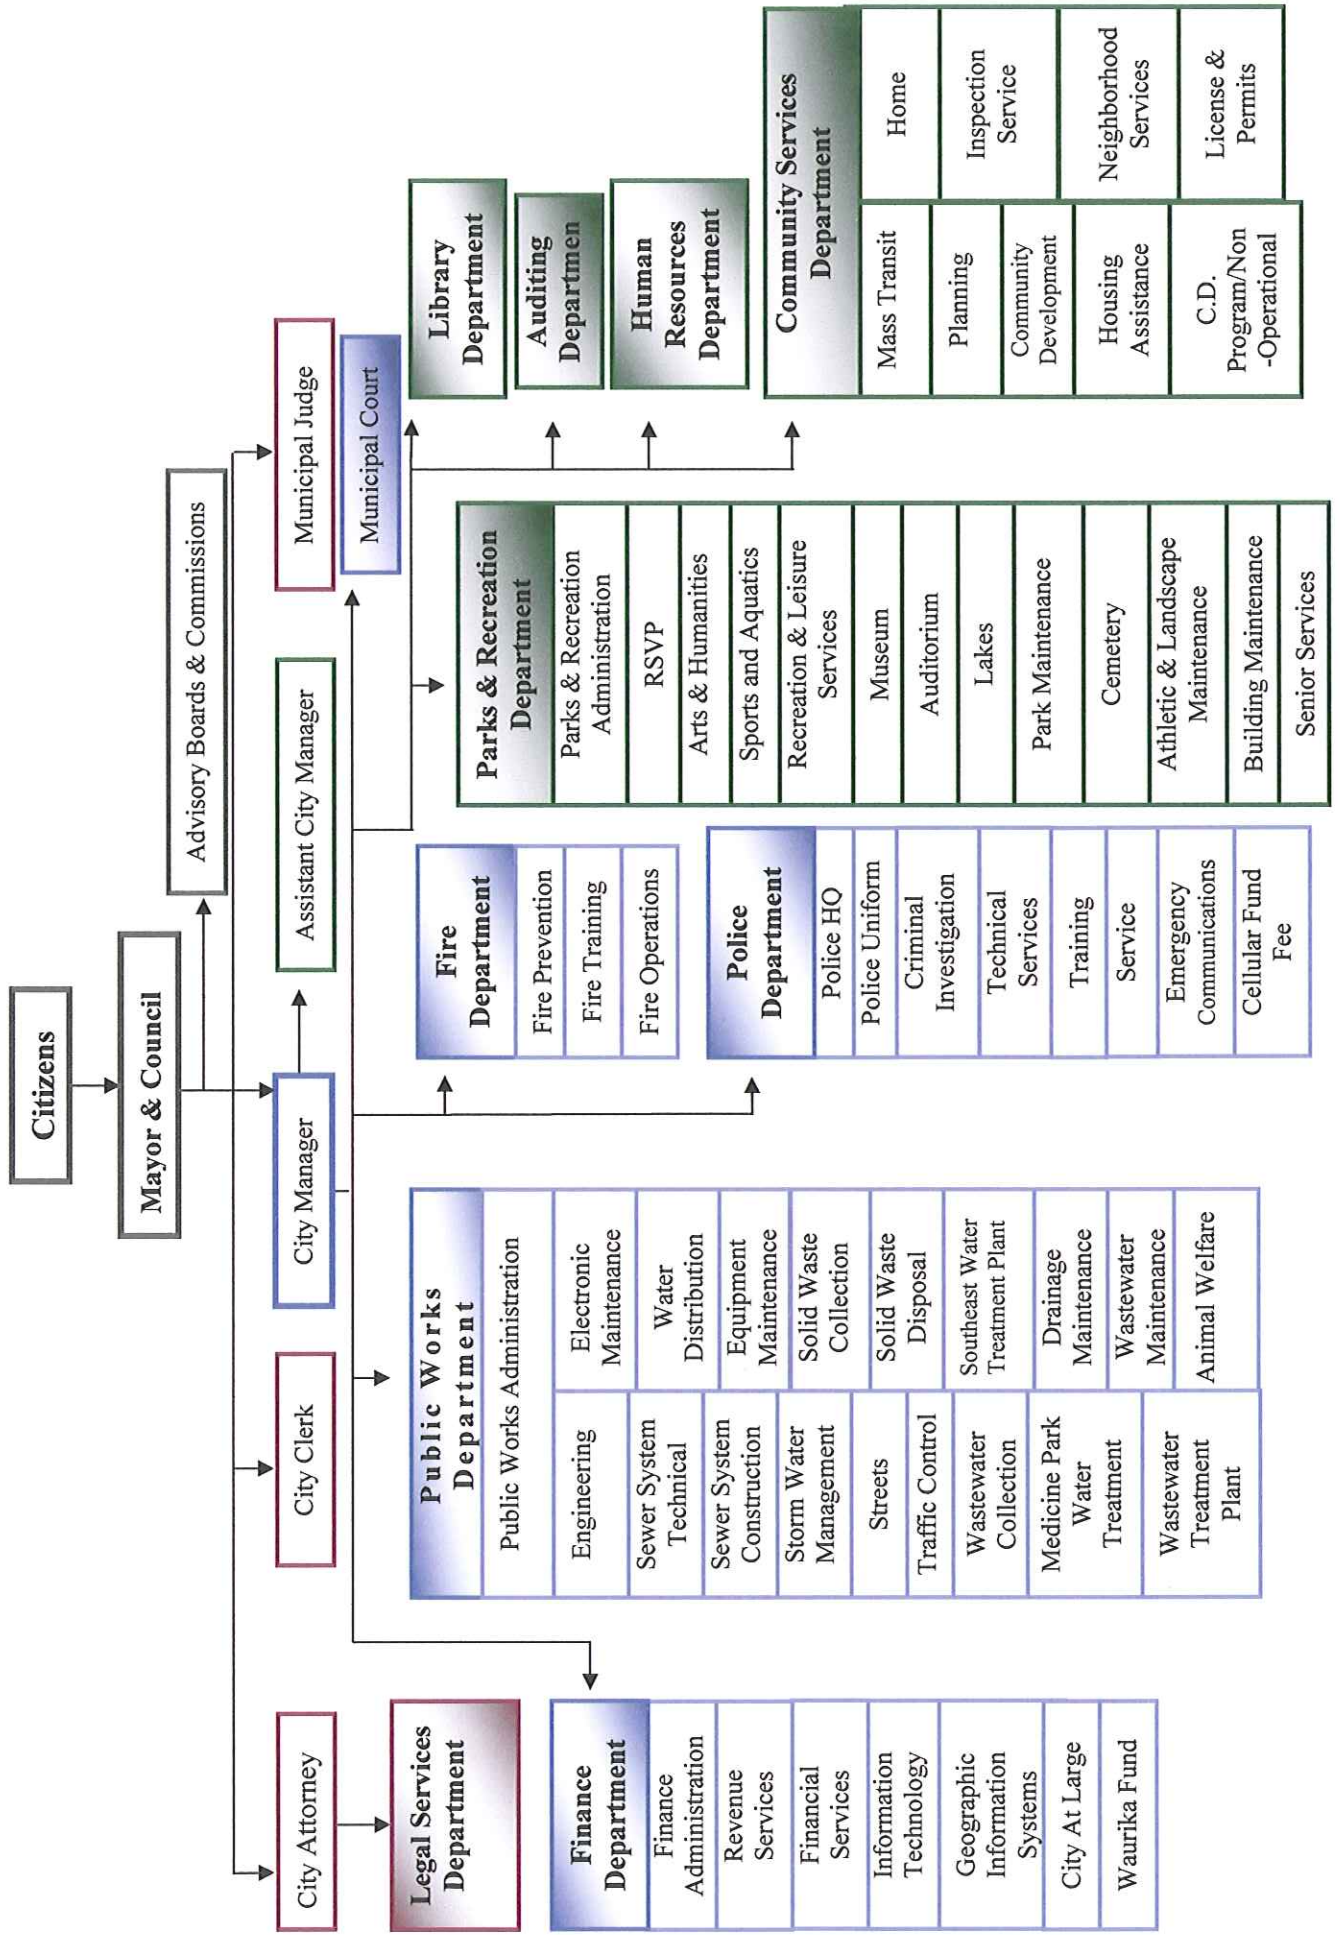 Citizens
Mayor & Council
Advisory Boards & Commissions
City Attorney
City Clerk
City Manager
Assistant City Manager
Municipal Judge
Municipal Court
Legal Services
Department
Finance
Department
Finance
Administration
Revenue
Services
Financial
Services
Information
Technology
Geographic
Information
Systems
City At Large
Waurika Fund
Public Works
Department
Public Works Administration
Engineering
Sewer System
Technical
Sewer System
Construction
Storm Water
Management
Streets
Traffic Control
Wastewater
Collection
Medicine Park
Water
Treatment
Wastewater
Treatment
Plant
Electronic
Maintenance
Water
Distribution
Equipment
Maintenance
Solid Waste
Collection
Solid Waste
Disposal
Southeast Water
Treatment Plant
Drainage
Maintenance
Wastewater
Maintenance
Animal Welfare
Fire
Department
Fire Prevention
Fire Training
Fire Operations
Police
Department
Police HQ
Police Uniform
Criminal
Investigation
Technical
Services
Training
Service
Emergency
Communications
Cellular Fund
Fee
Parks & Recreation
Department
Parks & Recreation
Administration
RSVP
Arts & Humanities
Sports and Aquatics
Recreation & Leisure
Services
Museum
Auditorium
Lakes
Park Maintenance
Cemetery
Athletic & Landscape
Maintenance
Building Maintenance
Senior Services
Library
Department
Auditing
Departmen
Human
Resources
Department
Community Services
Department
Mass Transit
Planning
Community
Development
Housing
Assistance
C.D.
Program/Non
-Operational
Home
Inspection
Service
Neighborhood
Services
License &
Permits